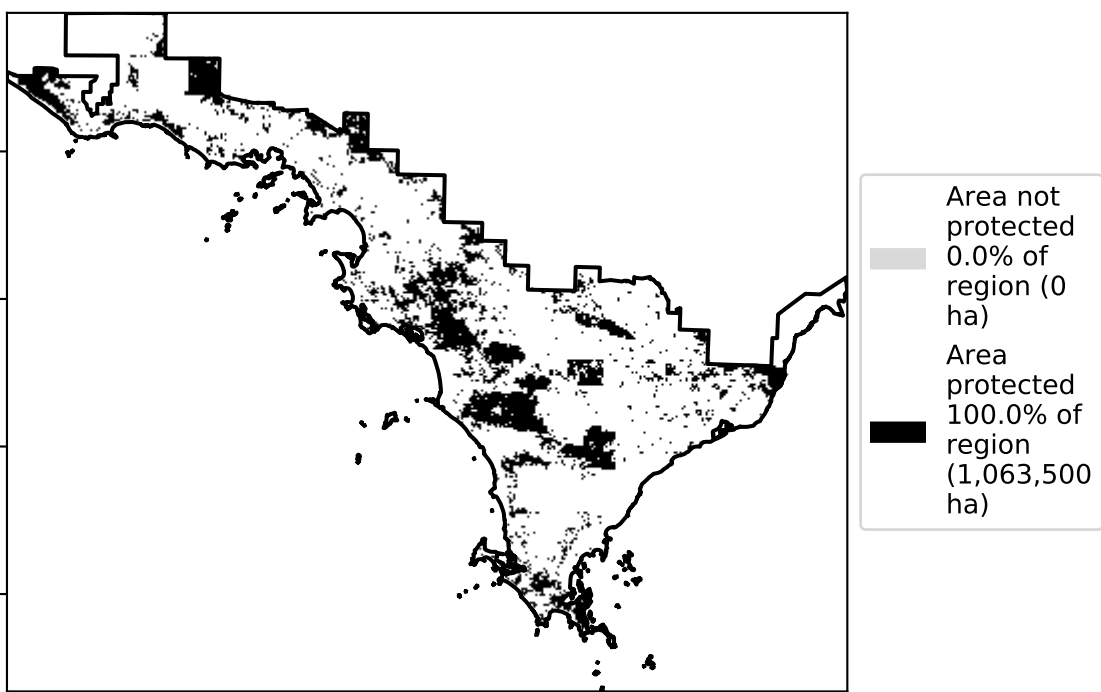 Area not
protected
0.0% of
region (0
ha)
Area
protected
100.0% of
region
(1,063,500
ha)